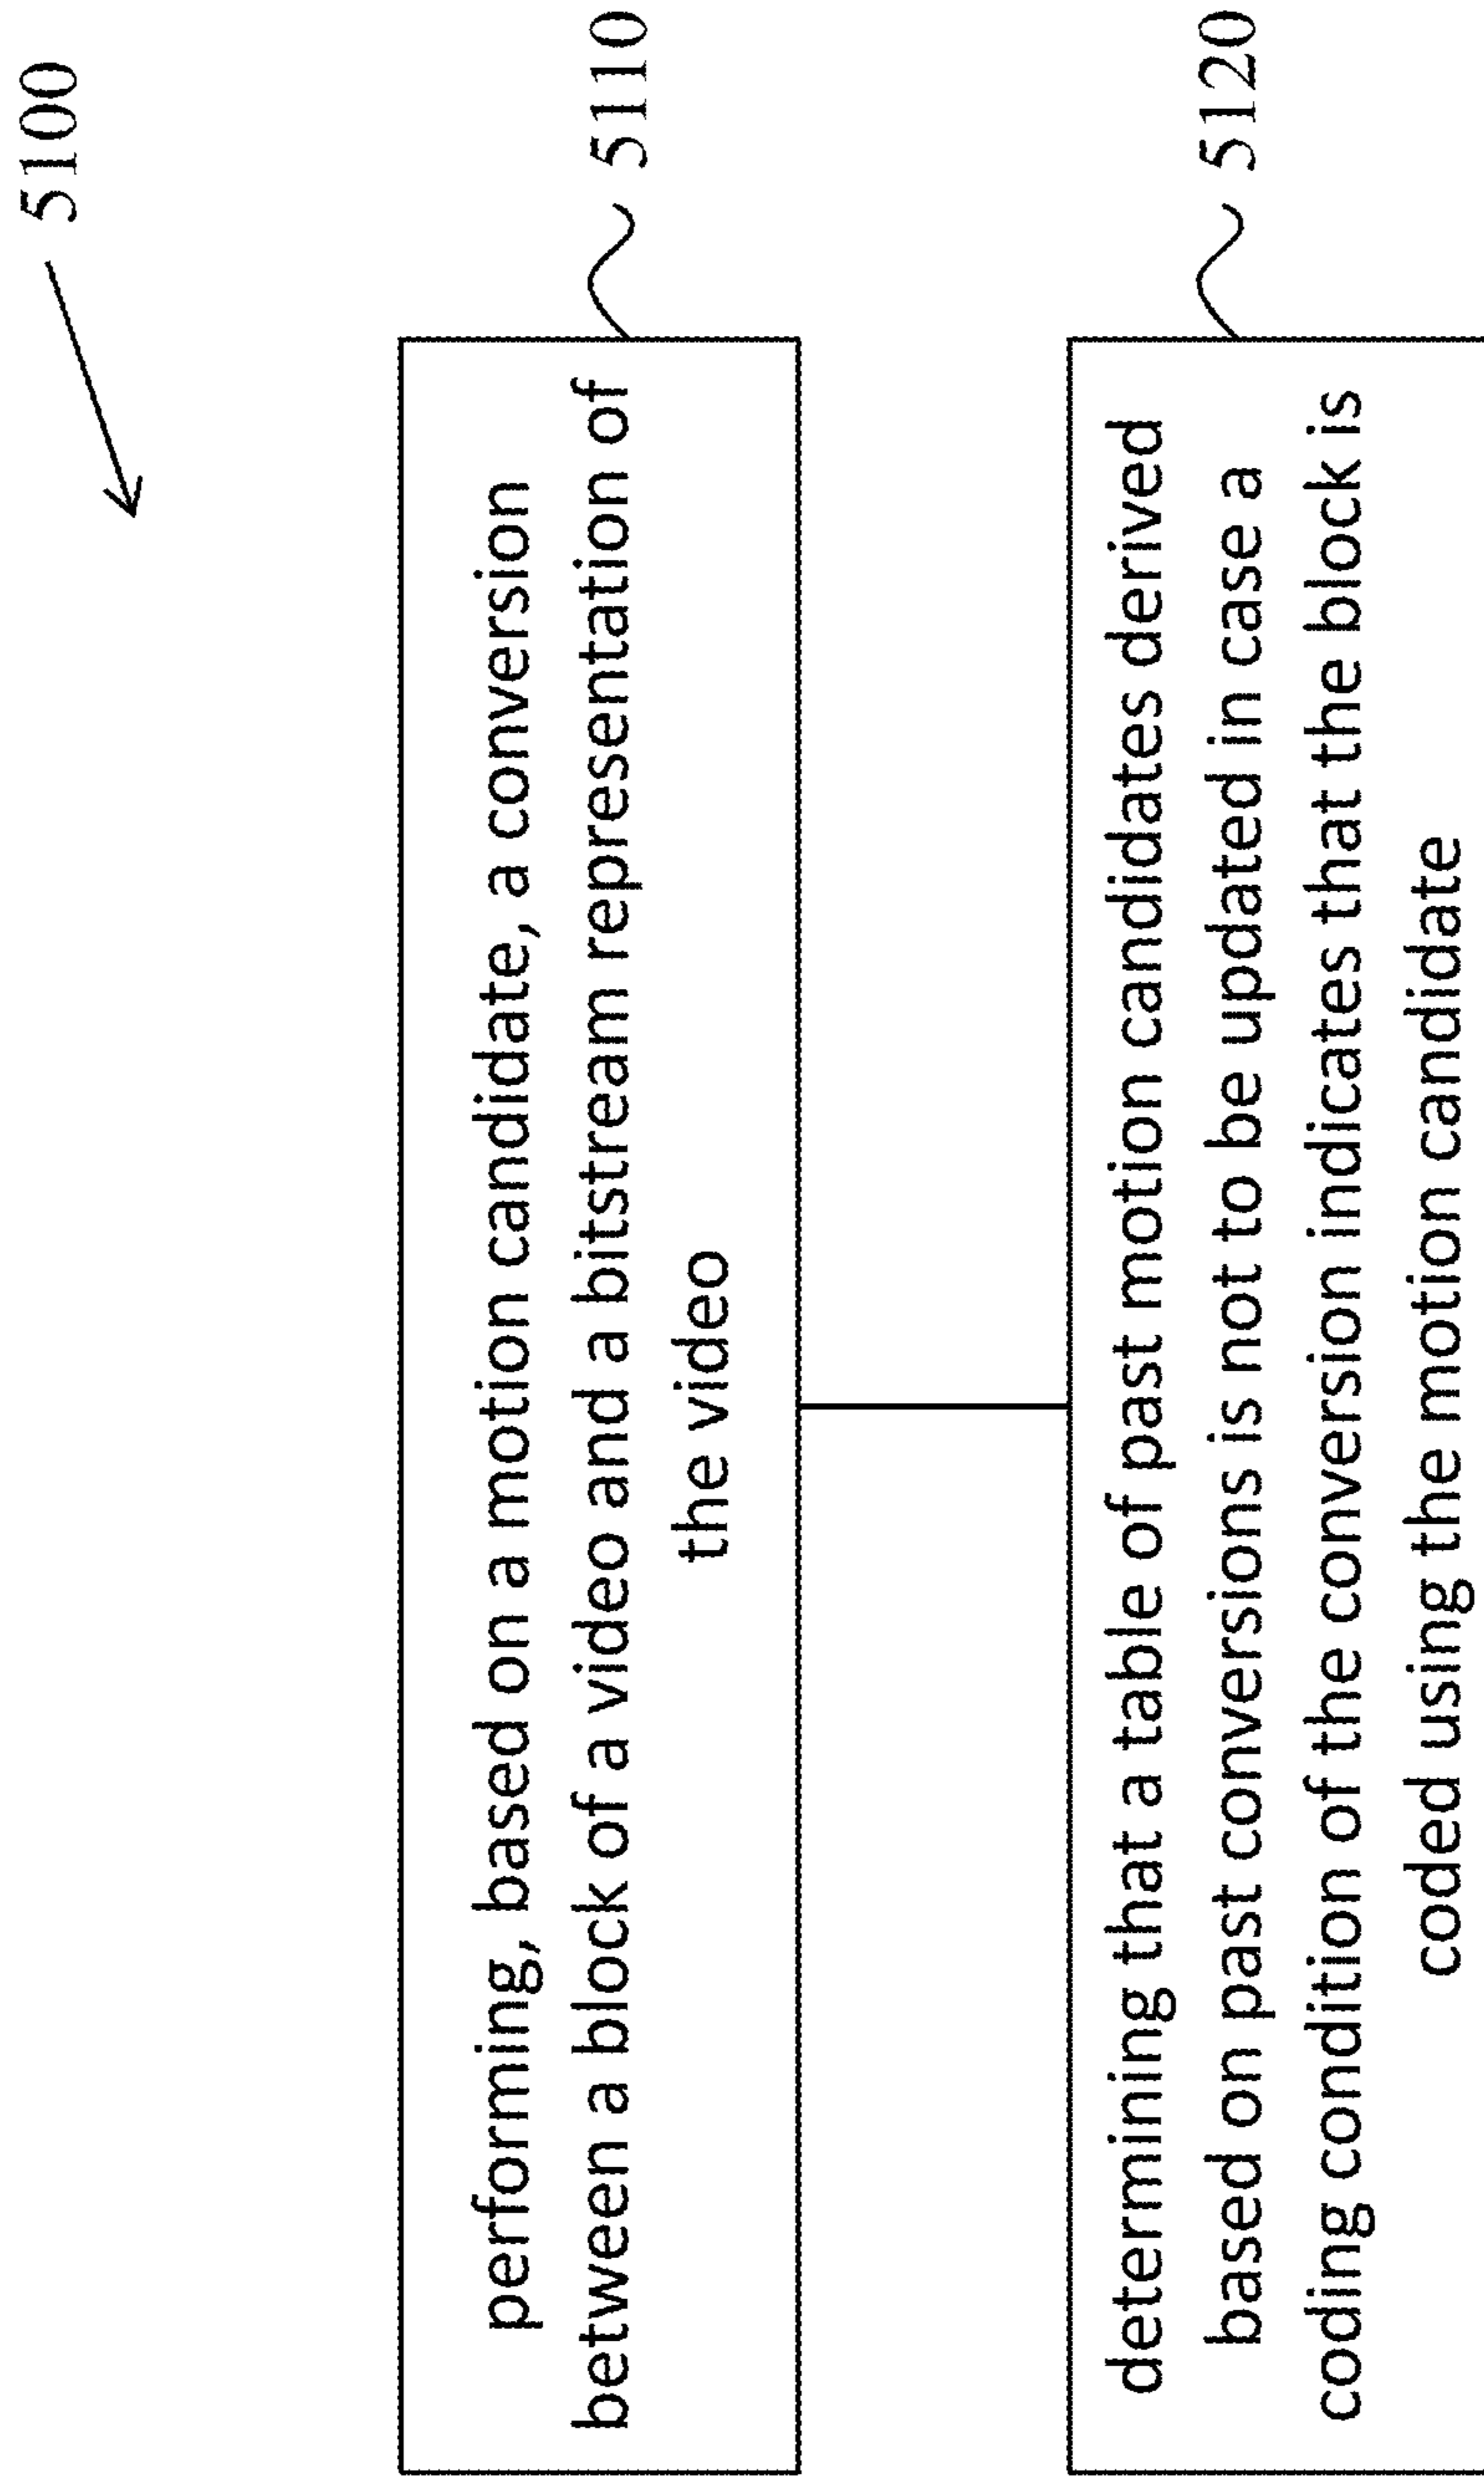 5100
performing, based on a motion candidate, a conversion
between a block of a video and a bitstream representation of
the video
5110
determining that a table of past motion candidates derived
based on past conversions is not to be updated in case a
coding condition of the conversion indicates that the block is
coded using the motion candidate
5120